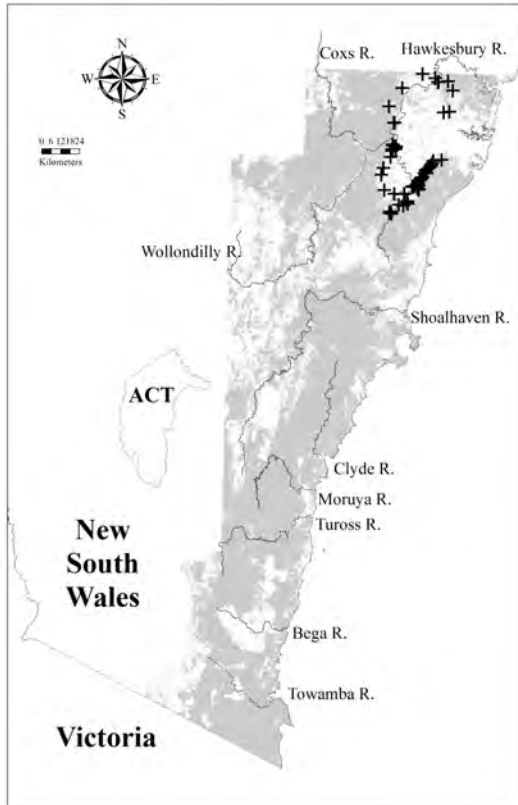 Coxs R.
Hawkesbury R.
N
W
E
S
0 6 121824
Kilometers
Wollondilly R.
Shoalhaven R.
ACT
Clyde R.
Moruya R.
Tuross R.
New
South
Wales
Bega R.
Towamba R.
Victoria